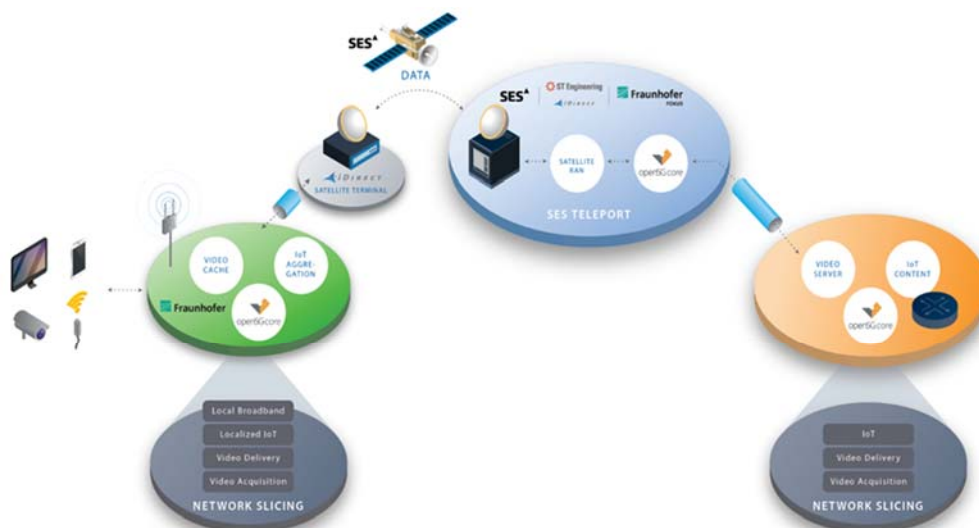 SES
DATA
SES
ST Engineering
iDIRECT
Fraunhofer
FOKUS
iDIRECT
SATELLITE TERMINAL
SATELLITE
RAN
open5Gcore
SES TELEPORT
VIDEO
CACHE
IoT
AGGRE-
GATION
Fraunhofer
open5Gcore
VIDEO
SERVER
IoT
CONTENT
open5Gcore
Local Broadband
Localized IoT
Video Delivery
Video Acquisition
NETWORK SLICING
IoT
Video Delivery
Video Acquisition
NETWORK SLICING